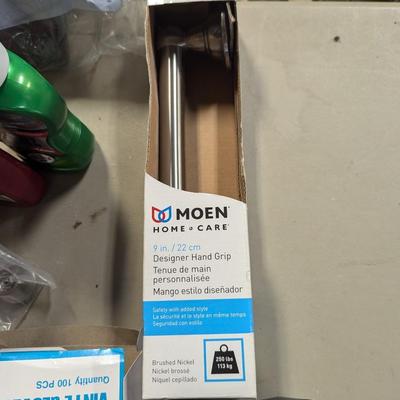 MOEN
HOME CARE
9 in. / 22 cm
Designer Hand Grip
Tenue de main
personnalisée
Mango estilo diseñador
Safety with added style
La sécurité et le style en même temps
Seguridad con estilo
Brushed Nickel
Nickel brossé
Níquel cepillado
250 lbs
113 kg
Quantity 100 PCS